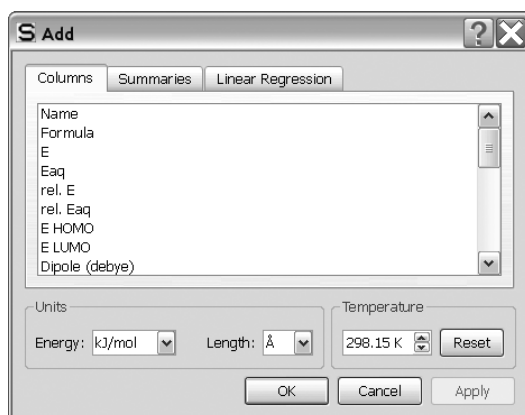 S Add
Columns Summaries Linear Regression
Name
Formula
E
Eaq
rel. E
rel. Eaq
E HOMO
E LUMO
Dipole (debye)
Units Temperature
Energy: kJ/mol Length: Å 298.15 K Reset
OK Cancel Apply